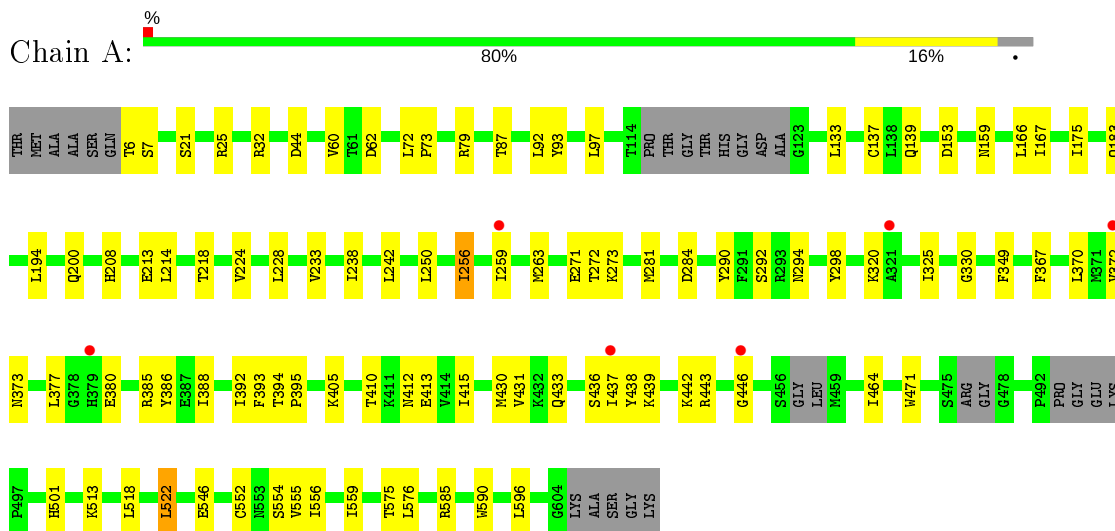 %
Chain A:
80% 16% •
THR MET ALA ALA SER GLN T6 S7 S21 R25 R32 D44 V60 T61 D62 L72 P73 R79 T87 L92 Y93 L97 T114 PRO THR GLY THR HIS GLY ASP ALA G123 L133 C137 L138 Q139 D153 N159 L166 I167 I175
L194 Q200 H208 E213 L214 T218 V224 L228 V233 I238 L242 L250 I256 I259 M263 E271 T272 K273 M281 D284 Y290 F291 S292 R293 N294 Y298 K320 A321 I325 G330 F349 F367 L370 M371
N373 L377 G378 H379 E380 R385 Y386 E387 I388 I392 F393 T394 P395 K405 T410 K411 N412 E413 V414 I415 M430 V431 K432 Q433 S436 I437 Y438 K439 K442 R443 G446 S456 GLY LEU M459 I464 W471 S475 ARG GLY G478 P492 PRO GLY GLU LYS
P497 H501 K513 L518 L522 E546 C552 N553 S554 V555 I556 I559 T575 L576 R585 W590 L596 G604 LYS ALA SER GLY LYS